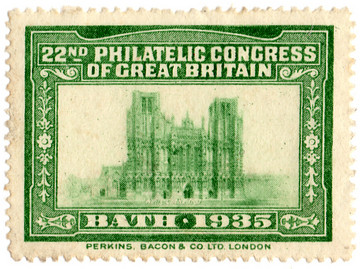 22ND PHILATELIC CONGRESS
OF GREAT BRITAIN
BATH · 1935
PERKINS, BACON & CO LTD. LONDON